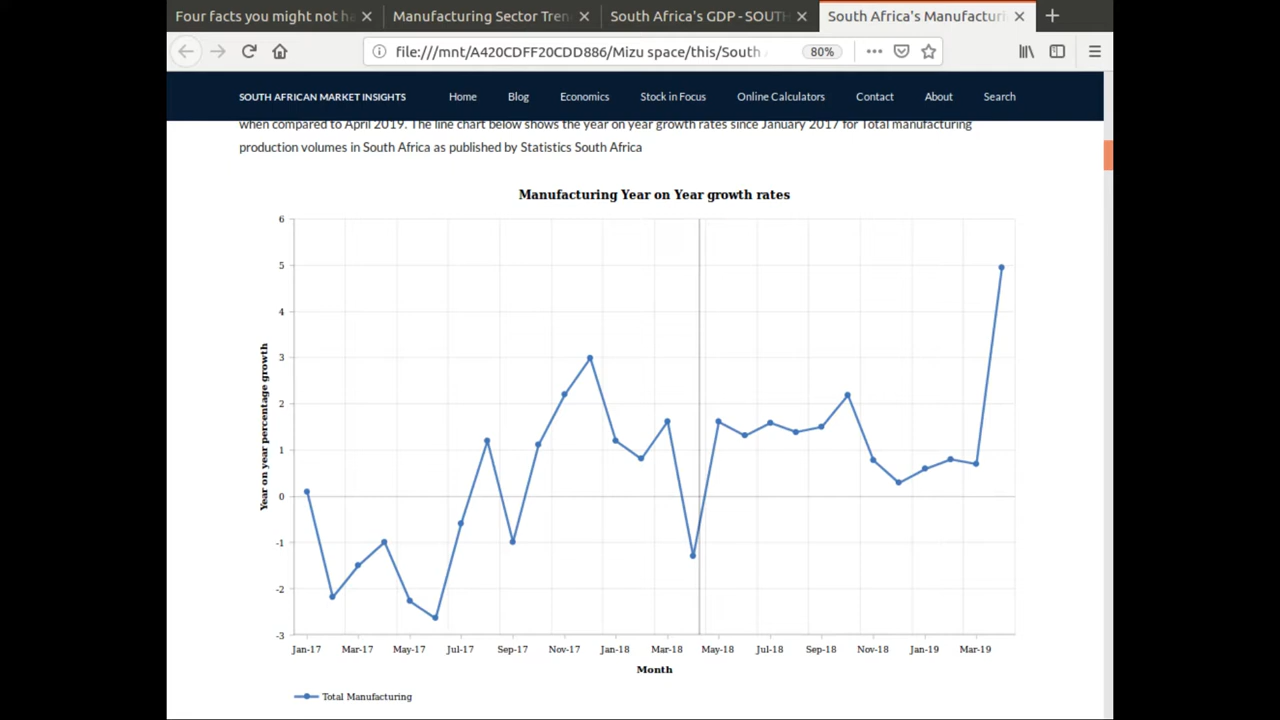 Four facts you might not ha
Manufacturing Sector Tren
South Africa's GDP - SOUTH
South Africa's Manufacturi
file:///mnt/A420CDFF20CDD886/Mizu space/this/South
80%
SOUTH AFRICAN MARKET INSIGHTS
Home
Blog
Economics
Stock in Focus
Online Calculators
Contact
About
Search
when compared to April 2019. The line chart below shows the year on year growth rates since January 2017 for Total manufacturing
production volumes in South Africa as published by Statistics South Africa
Manufacturing Year on Year growth rates
6
5
4
3
2
1
0
-1
-2
-3
Year on year percentage growth
Jan-17 Mar-17 May-17 Jul-17 Sep-17 Nov-17 Jan-18 Mar-18 May-18 Jul-18 Sep-18 Nov-18 Jan-19 Mar-19
Month
Total Manufacturing